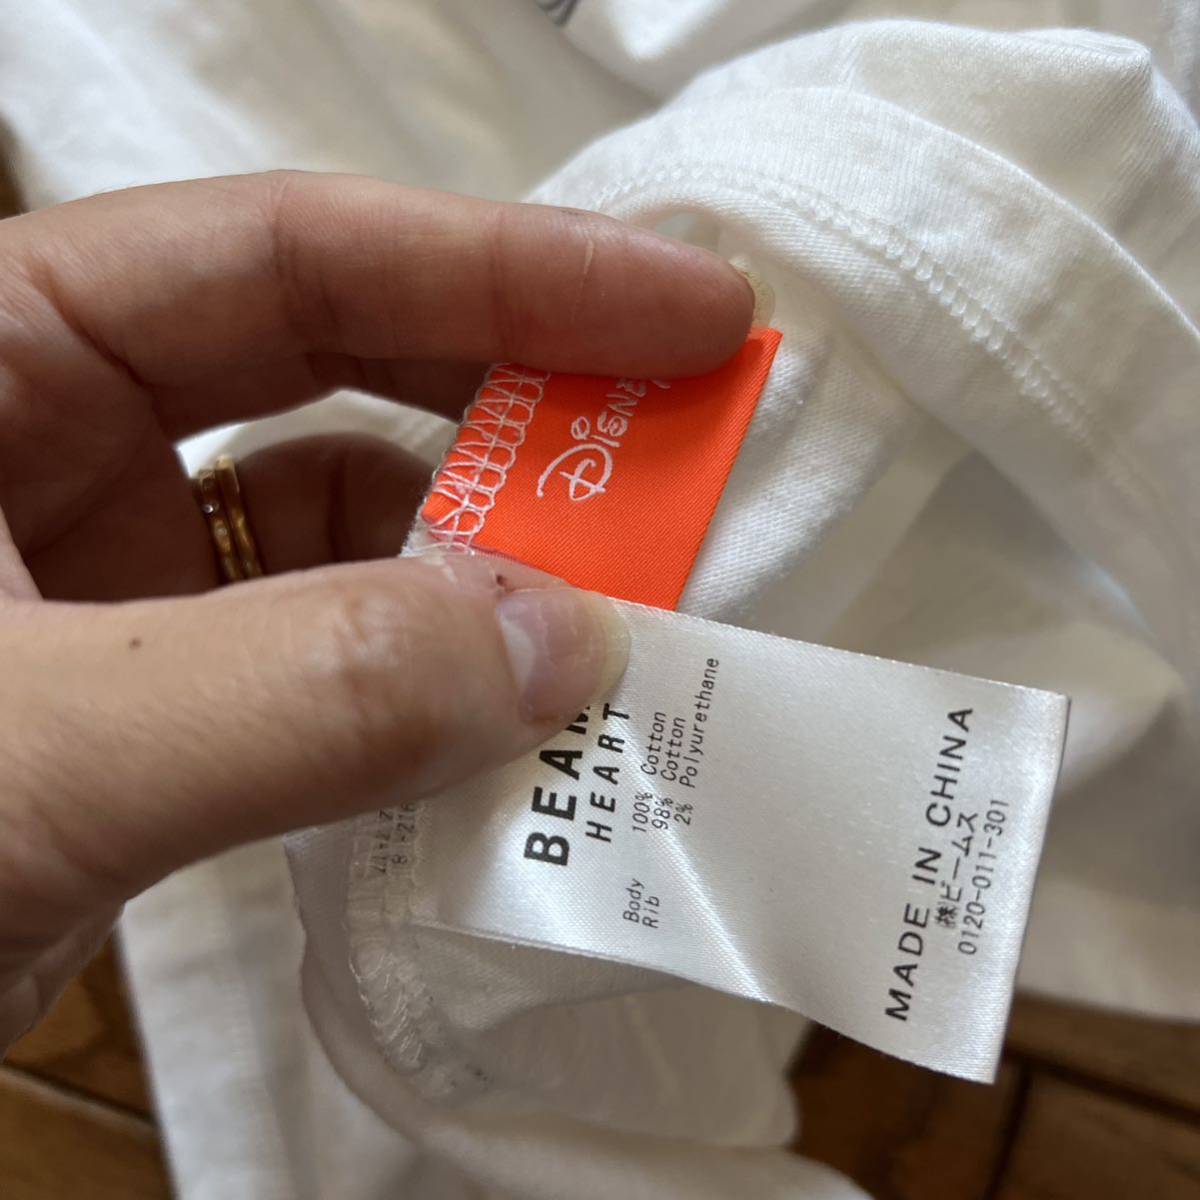 Disney
BEAM
HEART
Body 100% Cotton
Rib 98% Cotton
2% Polyurethane
MADE IN CHINA
㈱ビームス
0120-011-301